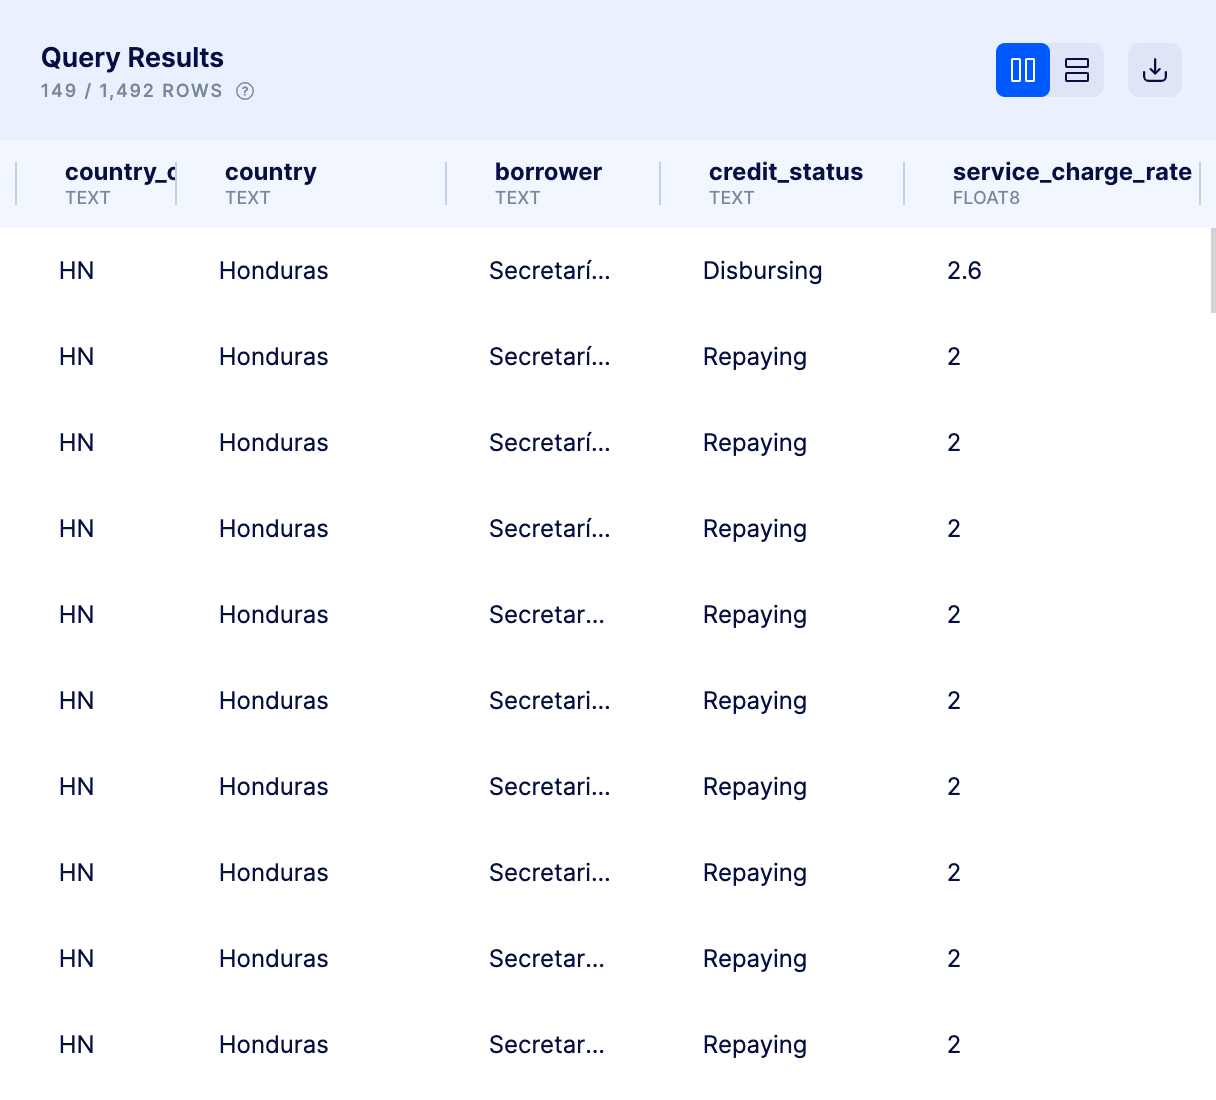 Query Results
149 / 1,492 ROWS ?
country_c country borrower credit_status service_charge_rate
TEXT TEXT TEXT TEXT FLOAT8
HN Honduras Secretarí... Disbursing 2.6
HN Honduras Secretarí... Repaying 2
HN Honduras Secretarí... Repaying 2
HN Honduras Secretarí... Repaying 2
HN Honduras Secretar... Repaying 2
HN Honduras Secretari... Repaying 2
HN Honduras Secretari... Repaying 2
HN Honduras Secretari... Repaying 2
HN Honduras Secretar... Repaying 2
HN Honduras Secretar... Repaying 2